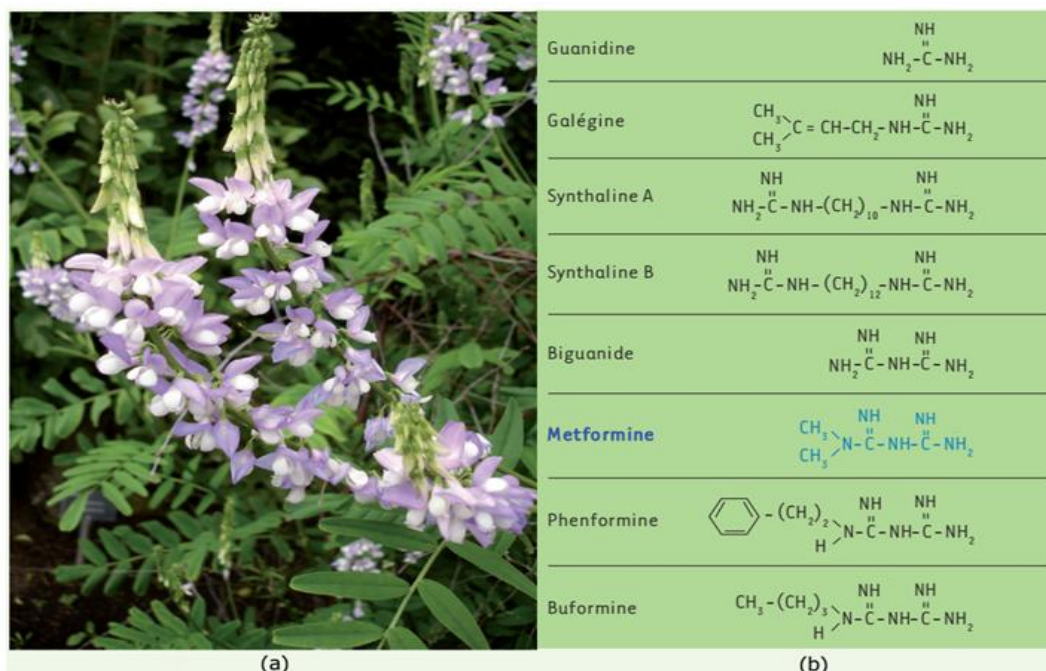 Guanidine
NH
NH₂-C-NH₂
Galégine
CH₃ NH
C=CH-CH₂-NH-C-NH₂
CH₃
Synthaline A
NH NH
NH₂-C-NH-(CH₂)₁₀-NH-C-NH₂
Synthaline B
NH NH
NH₂-C-NH-(CH₂)₁₂-NH-C-NH₂
Biguanide
NH NH
NH₂-C-NH-C-NH₂
Metformine
CH₃ NH NH
N-C-NH-C-NH₂
CH₃
Phenformine
NH NH
-(CH₂)₂
N-C-NH-C-NH₂
H
Buformine
NH NH
CH₃-(CH₂)₃
N-C-NH-C-NH₂
H
(a)
(b)